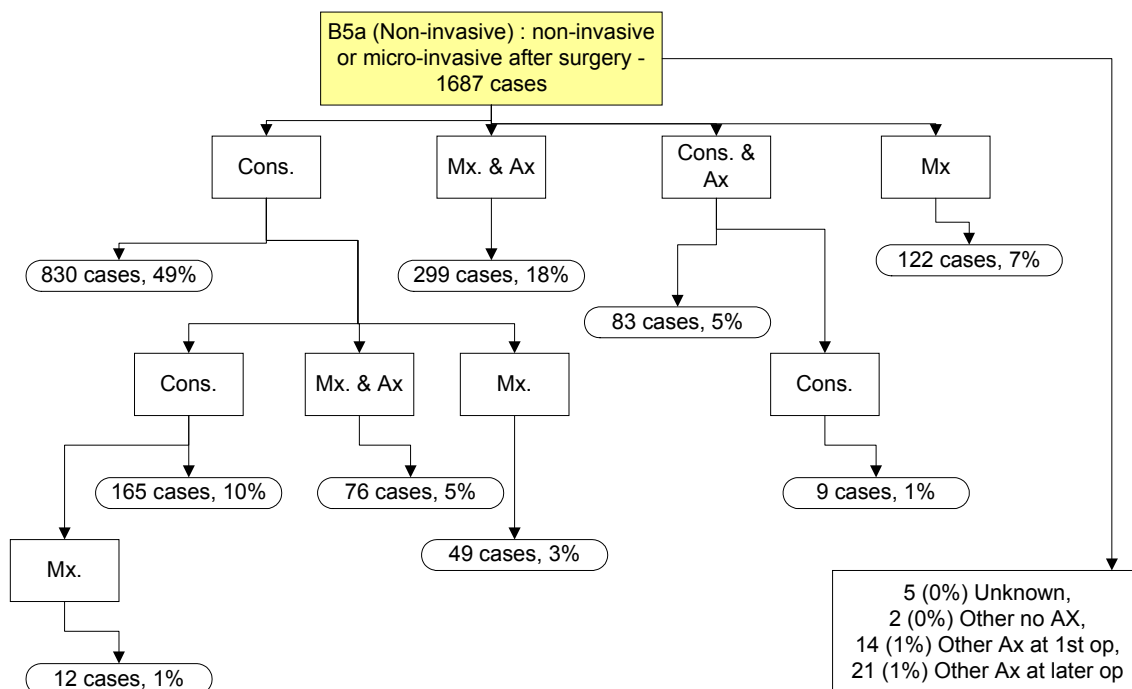 B5a (Non-invasive) : non-invasive
or micro-invasive after surgery -
1687 cases
Cons.
Mx. & Ax
Cons. &
Ax
Mx
830 cases, 49%
299 cases, 18%
122 cases, 7%
83 cases, 5%
Cons.
Mx. & Ax
Mx.
Cons.
165 cases, 10%
76 cases, 5%
9 cases, 1%
49 cases, 3%
Mx.
12 cases, 1%
5 (0%) Unknown,
2 (0%) Other no AX,
14 (1%) Other Ax at 1st op,
21 (1%) Other Ax at later op